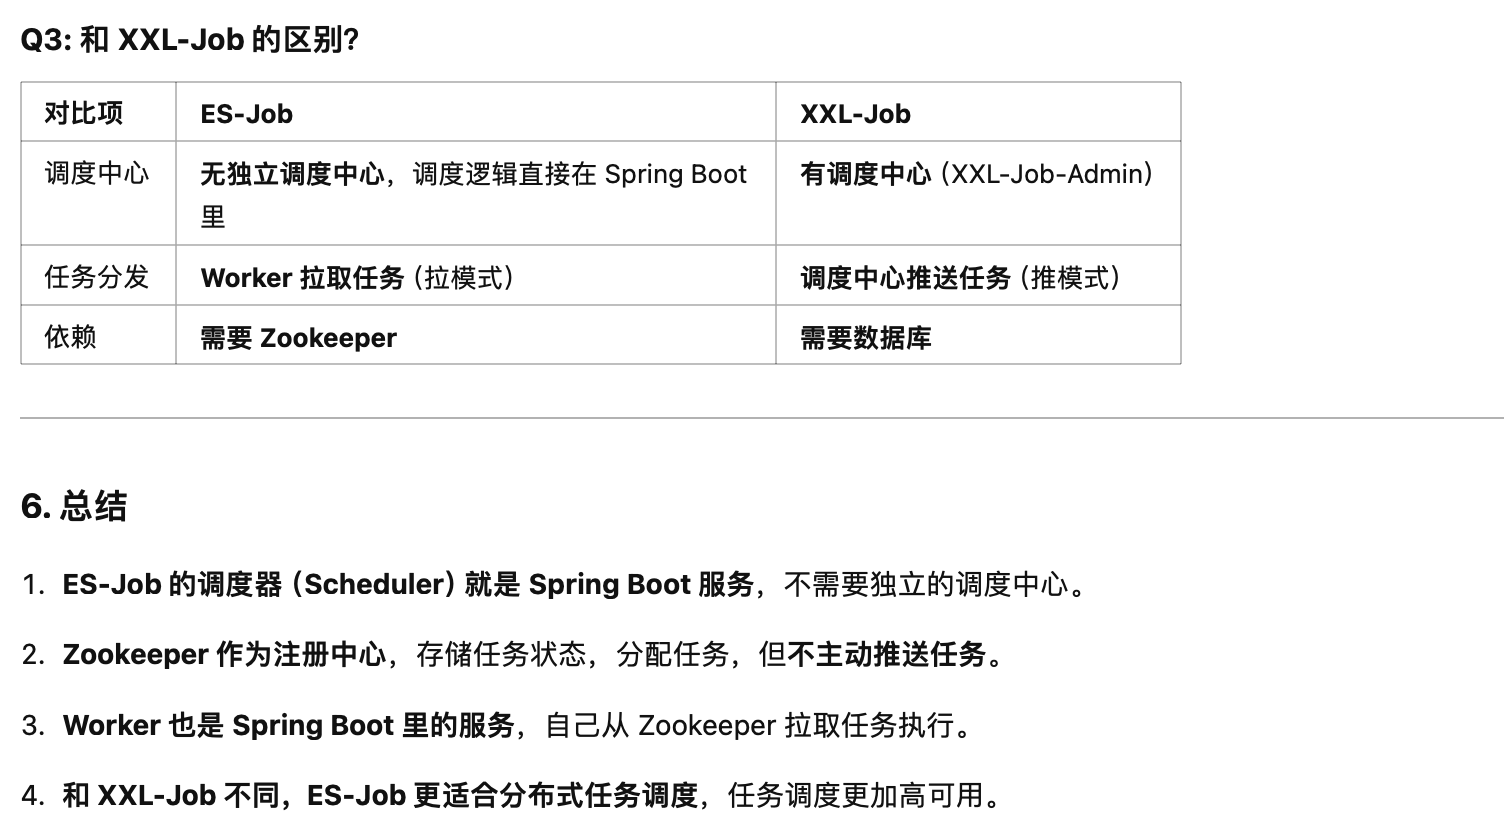 Q3: 和 XXL-Job 的区别？
对比项 ES-Job XXL-Job
调度中心 无独立调度中心，调度逻辑直接在 Spring Boot 有调度中心（XXL-Job-Admin）
里
任务分发 Worker 拉取任务（拉模式） 调度中心推送任务（推模式）
依赖 需要 Zookeeper 需要数据库
6. 总结
1. ES-Job 的调度器（Scheduler）就是 Spring Boot 服务，不需要独立的调度中心。
2. Zookeeper 作为注册中心，存储任务状态，分配任务，但不主动推送任务。
3. Worker 也是 Spring Boot 里的服务，自己从 Zookeeper 拉取任务执行。
4. 和 XXL-Job 不同，ES-Job 更适合分布式任务调度，任务调度更加高可用。